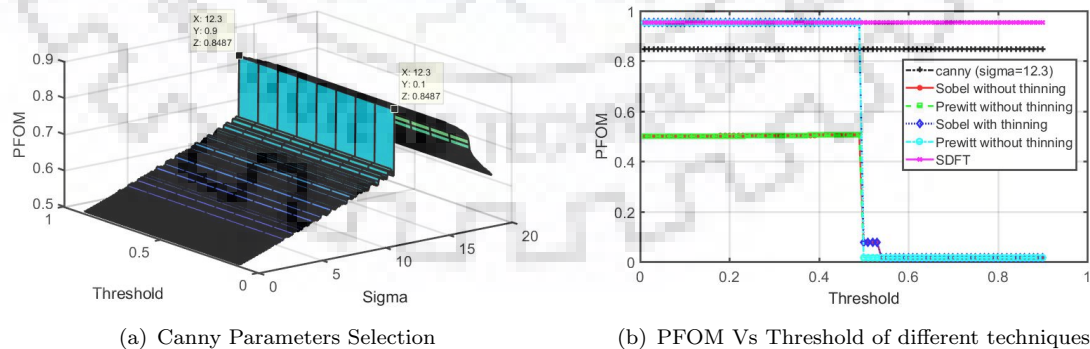 X: 12.3
Y: 0.9
Z: 0.8487
X: 12.3
Y: 0.1
Z: 0.8487
0.9
0.8
0.7
0.6
0.5
PFOM
1
0.5
0
Threshold
0
5
10
15
20
Sigma
(a) Canny Parameters Selection
1
0.8
0.6
0.4
0.2
0
PFOM
canny (sigma=12.3)
Sobel without thinning
Prewitt without thinning
Sobel with thinning
Prewitt without thinning
SDFT
0 0.2 0.4 0.6 0.8 1
Threshold
(b) PFOM Vs Threshold of different techniques